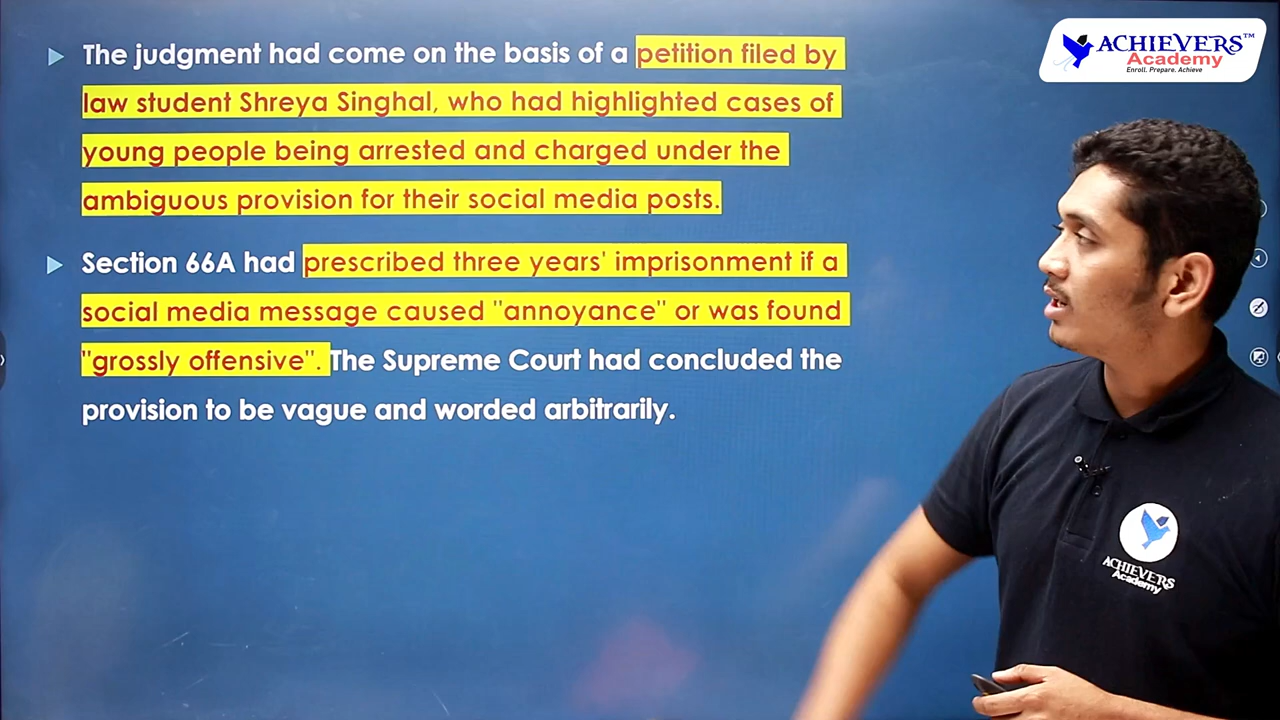 The judgment had come on the basis of a petition filed by
law student Shreya Singhal, who had highlighted cases of
young people being arrested and charged under the
ambiguous provision for their social media posts.
Section 66A had prescribed three years' imprisonment if a
social media message caused "annoyance" or was found
"grossly offensive". The Supreme Court had concluded the
provision to be vague and worded arbitrarily.
ACHIEVERS™
Academy
Enroll. Prepare. Achieve
ACHIEVERS
Academy